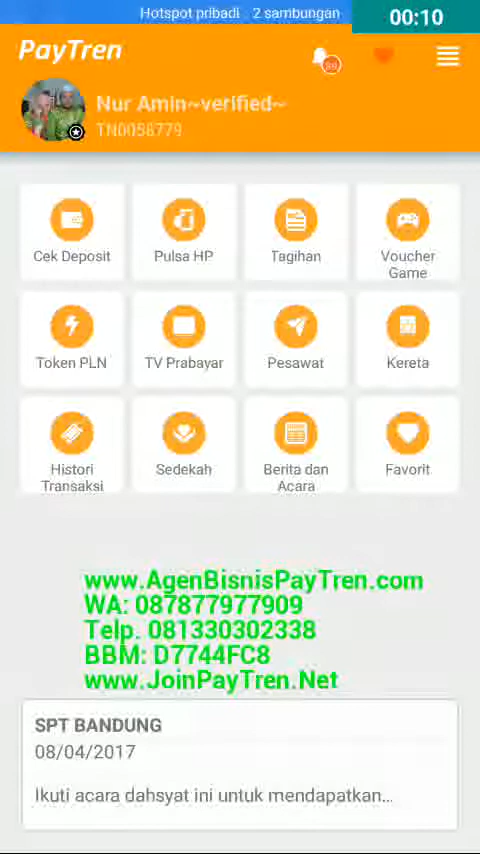 Hotspot pribadi . 2 sambungan
00:10
PayTren
Nur Amin~verified~
TN0058779
Cek Deposit
Pulsa HP
Tagihan
Voucher
Game
Token PLN
TV Prabayar
Pesawat
Kereta
Histori
Transaksi
Sedekah
Berita dan
Acara
Favorit
www.AgenBisnisPayTren.com
WA: 087877977909
Telp. 081330302338
BBM: D7744FC8
www.JoinPayTren.Net
SPT BANDUNG
08/04/2017
Ikuti acara dahsyat ini untuk mendapatkan...